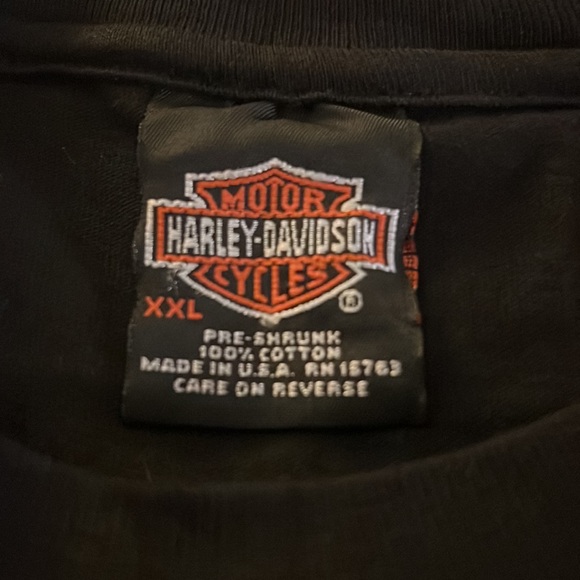 MOTOR
HARLEY-DAVIDSON
CYCLES
XXL ®
PRE-SHRUNK
100% COTTON
MADE IN U.S.A. RN 15763
CARE ON REVERSE